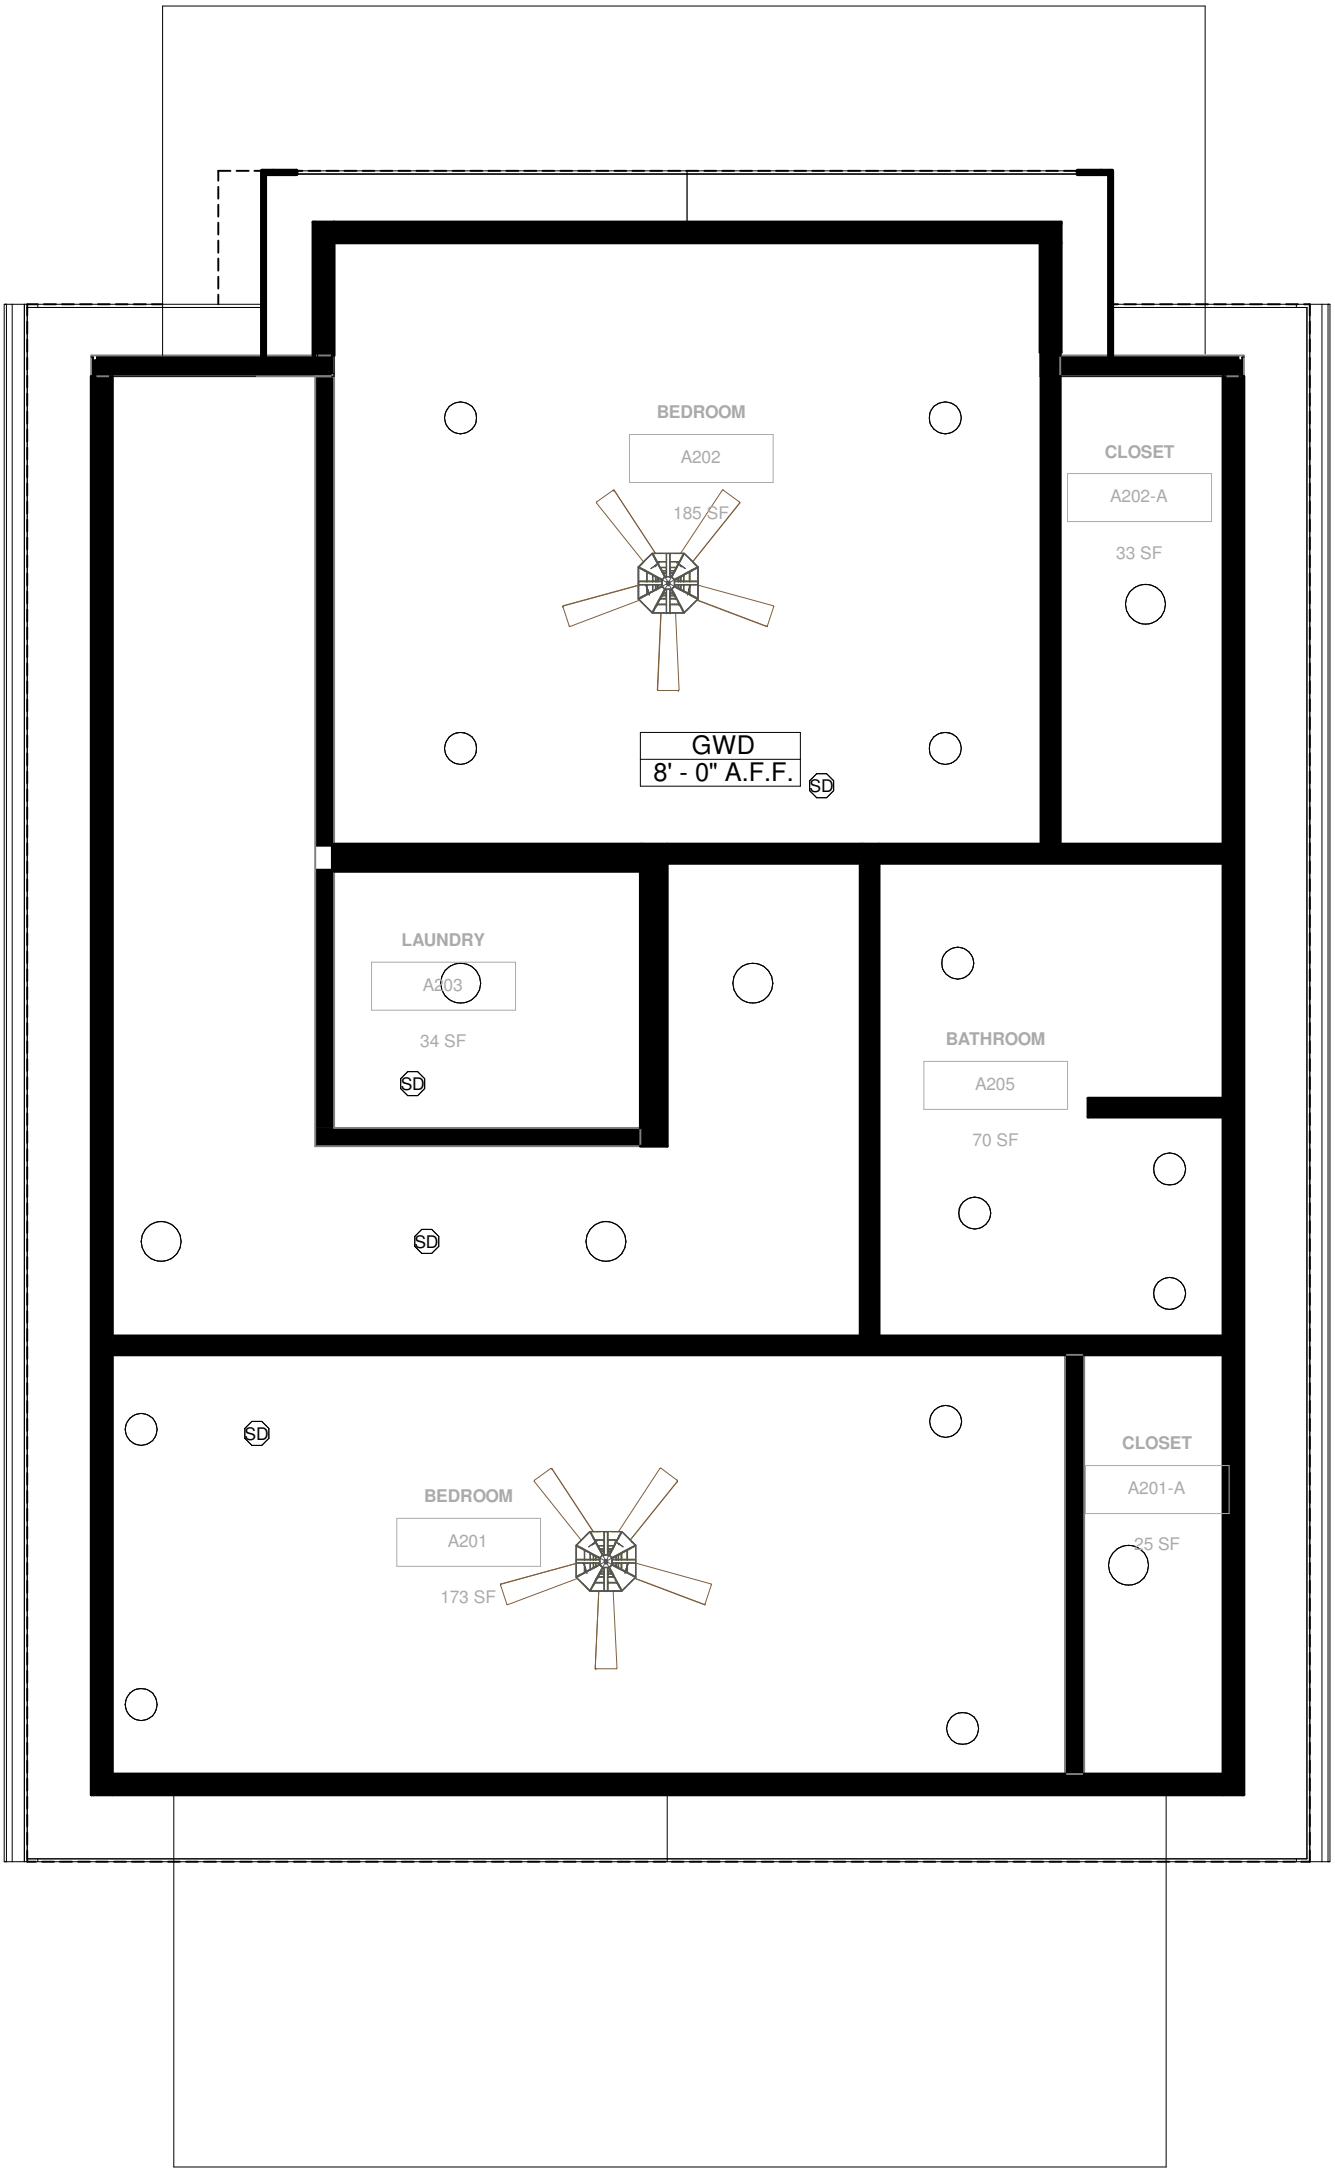 BEDROOM
A202
185 SF
CLOSET
A202-A
33 SF
GWD
8' - 0" A.F.F.
SD
LAUNDRY
A203
34 SF
SD
BATHROOM
A205
70 SF
SD
SD
BEDROOM
A201
173 SF
CLOSET
A201-A
25 SF